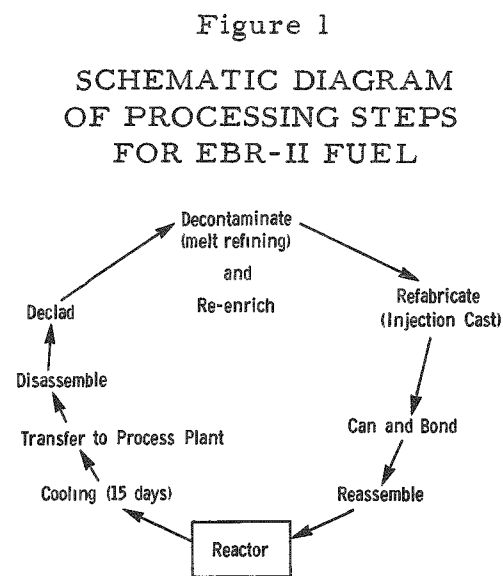 Figure 1
SCHEMATIC DIAGRAM
OF PROCESSING STEPS
FOR EBR-II FUEL
Decontaminate
(melt refining)
and
Re-enrich
Refabricate
(Injection Cast)
Declad
Disassemble
Can and Bond
Transfer to Process Plant
Cooling (15 days)
Reassemble
Reactor